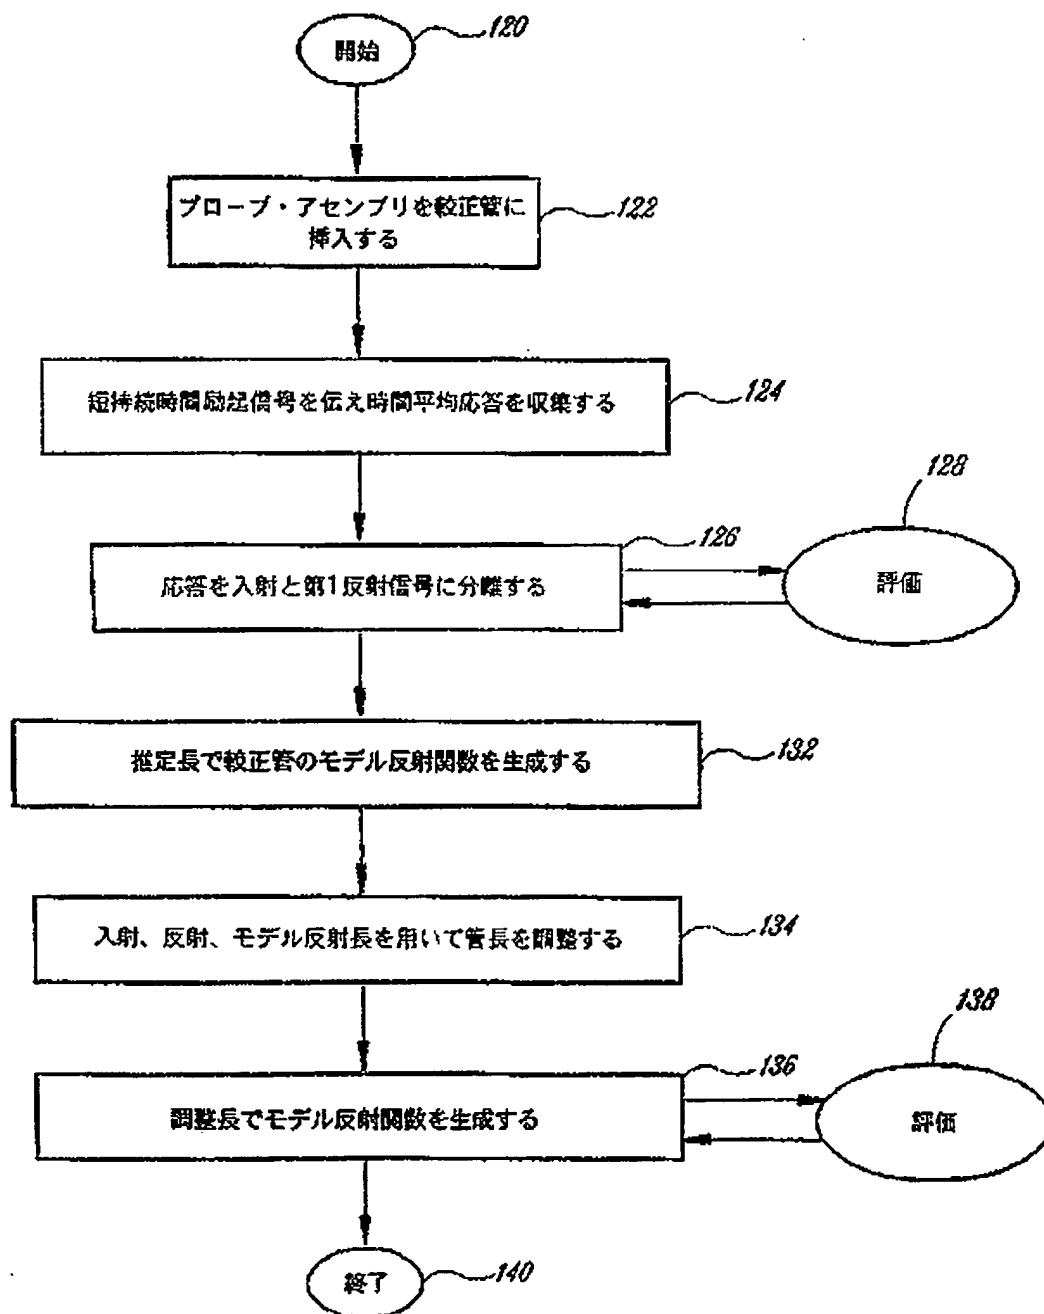 開始
120
プローブ・アセンブリを較正管に
挿入する
122
短持続時間励起信号を伝え時間平均応答を収集する
124
128
126
応答を入射と第1反射信号に分離する
評価
推定長で較正管のモデル反射関数を生成する
132
入射、反射、モデル反射長を用いて管長を調整する
134
138
136
調整長でモデル反射関数を生成する
評価
終了
140